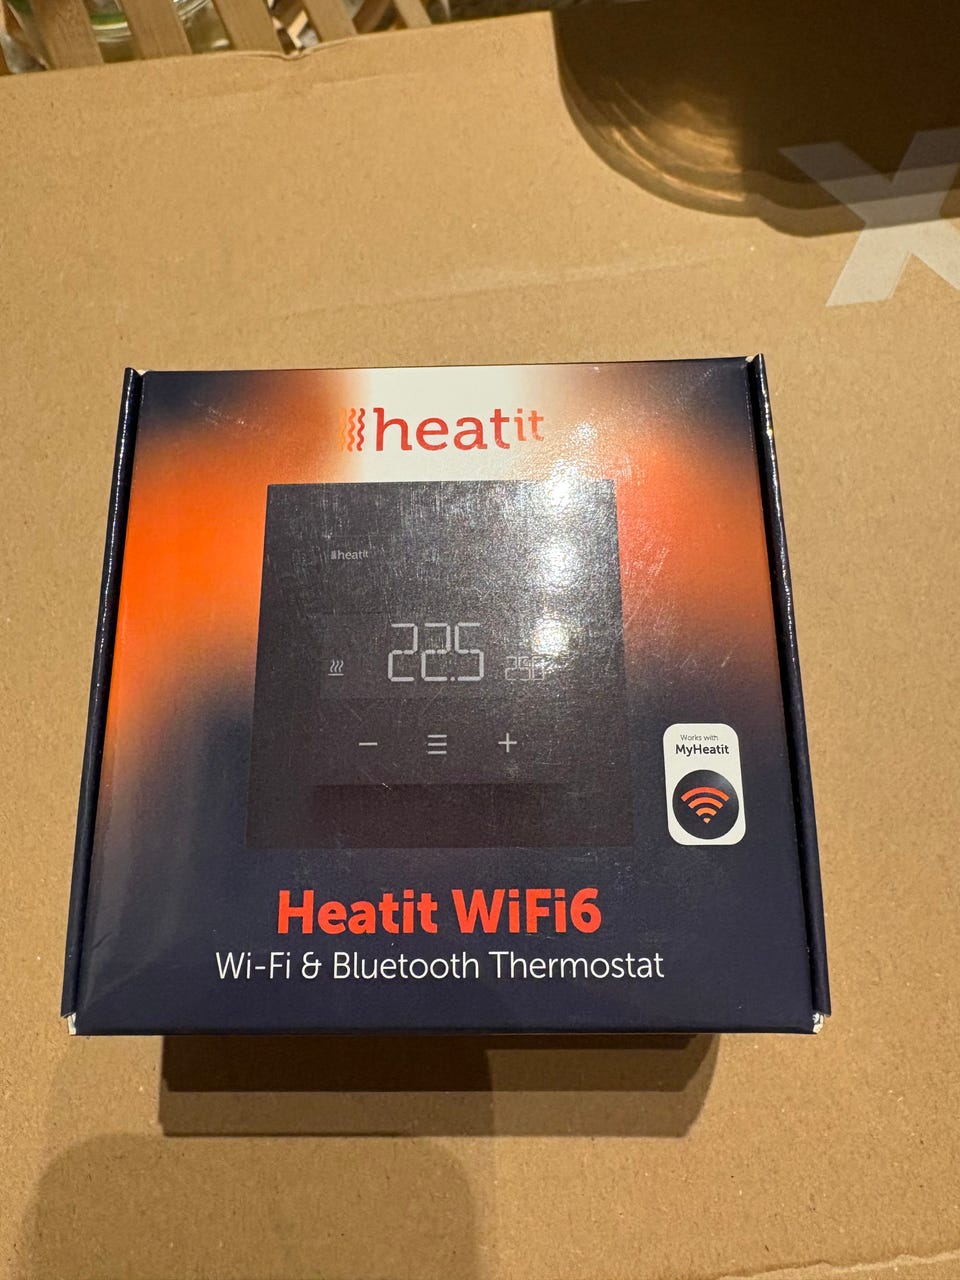 X
heatit
heatit
22.5
25.0
Works with
MyHeatit
Heatit WiFi6
Wi-Fi & Bluetooth Thermostat